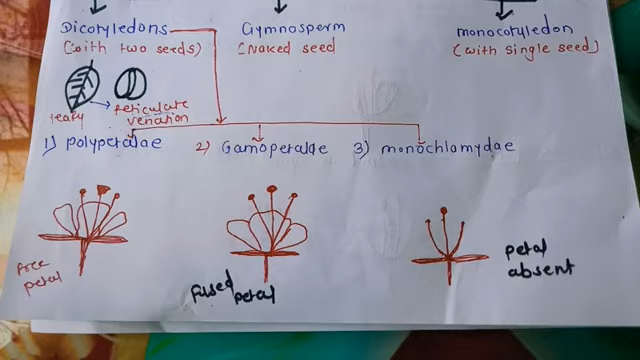 Dicotyledons
(with two seeds)
Gymnosperm
(Naked seed
monocotyledon
(with single seed)
leafy
reticulate
venation
1) polypetalae
2) Gamopetalae
3) monochlamydae
free
petal
fused petal
petal
absent